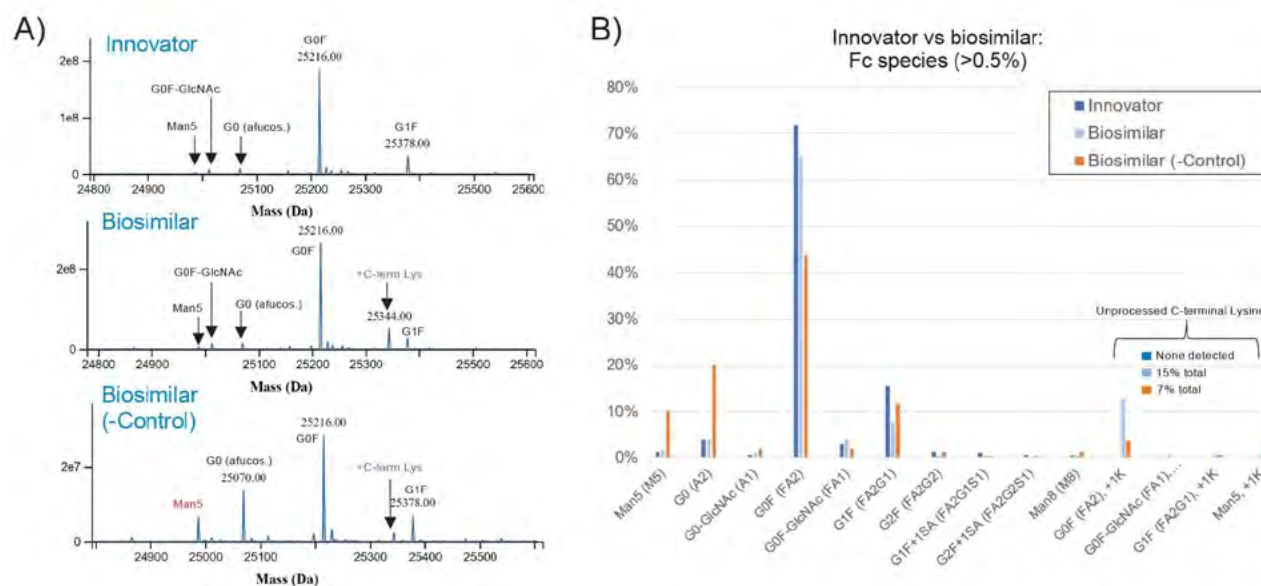 A)
Innovator
G0F
25216.00
2e8
G0F-GlcNAc
Man5
G0 (afucos.)
1e8
G1F
25378.00
0
24800 24900 25000 25100 25200 25300 25400 25500 25600
Mass (Da)
Biosimilar
25216.00
G0F
2e8
G0F-GlcNAc
+C-term Lys
Man5
G0 (afucos.)
25344.00
G1F
0
24800 24900 25000 25100 25200 25300 25400 25500 25600
Mass (Da)
Biosimilar
(-Control)
25216.00
G0F
2e7
G0 (afucos.)
25070.00
+C-term Lys
G1F
25378.00
Man5
0
24900 25000 25100 25200 25300 25400 25500
Mass (Da)
B)
Innovator vs biosimilar:
Fc species (>0.5%)
80%
70%
60%
50%
40%
30%
20%
10%
0%
Innovator
Biosimilar
Biosimilar (-Control)
Unprocessed C-terminal Lysine
None detected
15% total
7% total
Man5 (M5)
G0 (A2)
G0-GlcNAc (A1)
G0F (FA2)
G0F-GlcNAc (FA1)
G1F (FA2G1)
G2F (FA2G2)
G1F+1SA (FA2G1S1)
G2F+1SA (FA2G2S1)
Man8 (M8)
G0F (FA2), +1K
G0F-GlcNAc (FA1),...
G1F (FA2G1), +1K
Man5, +1K